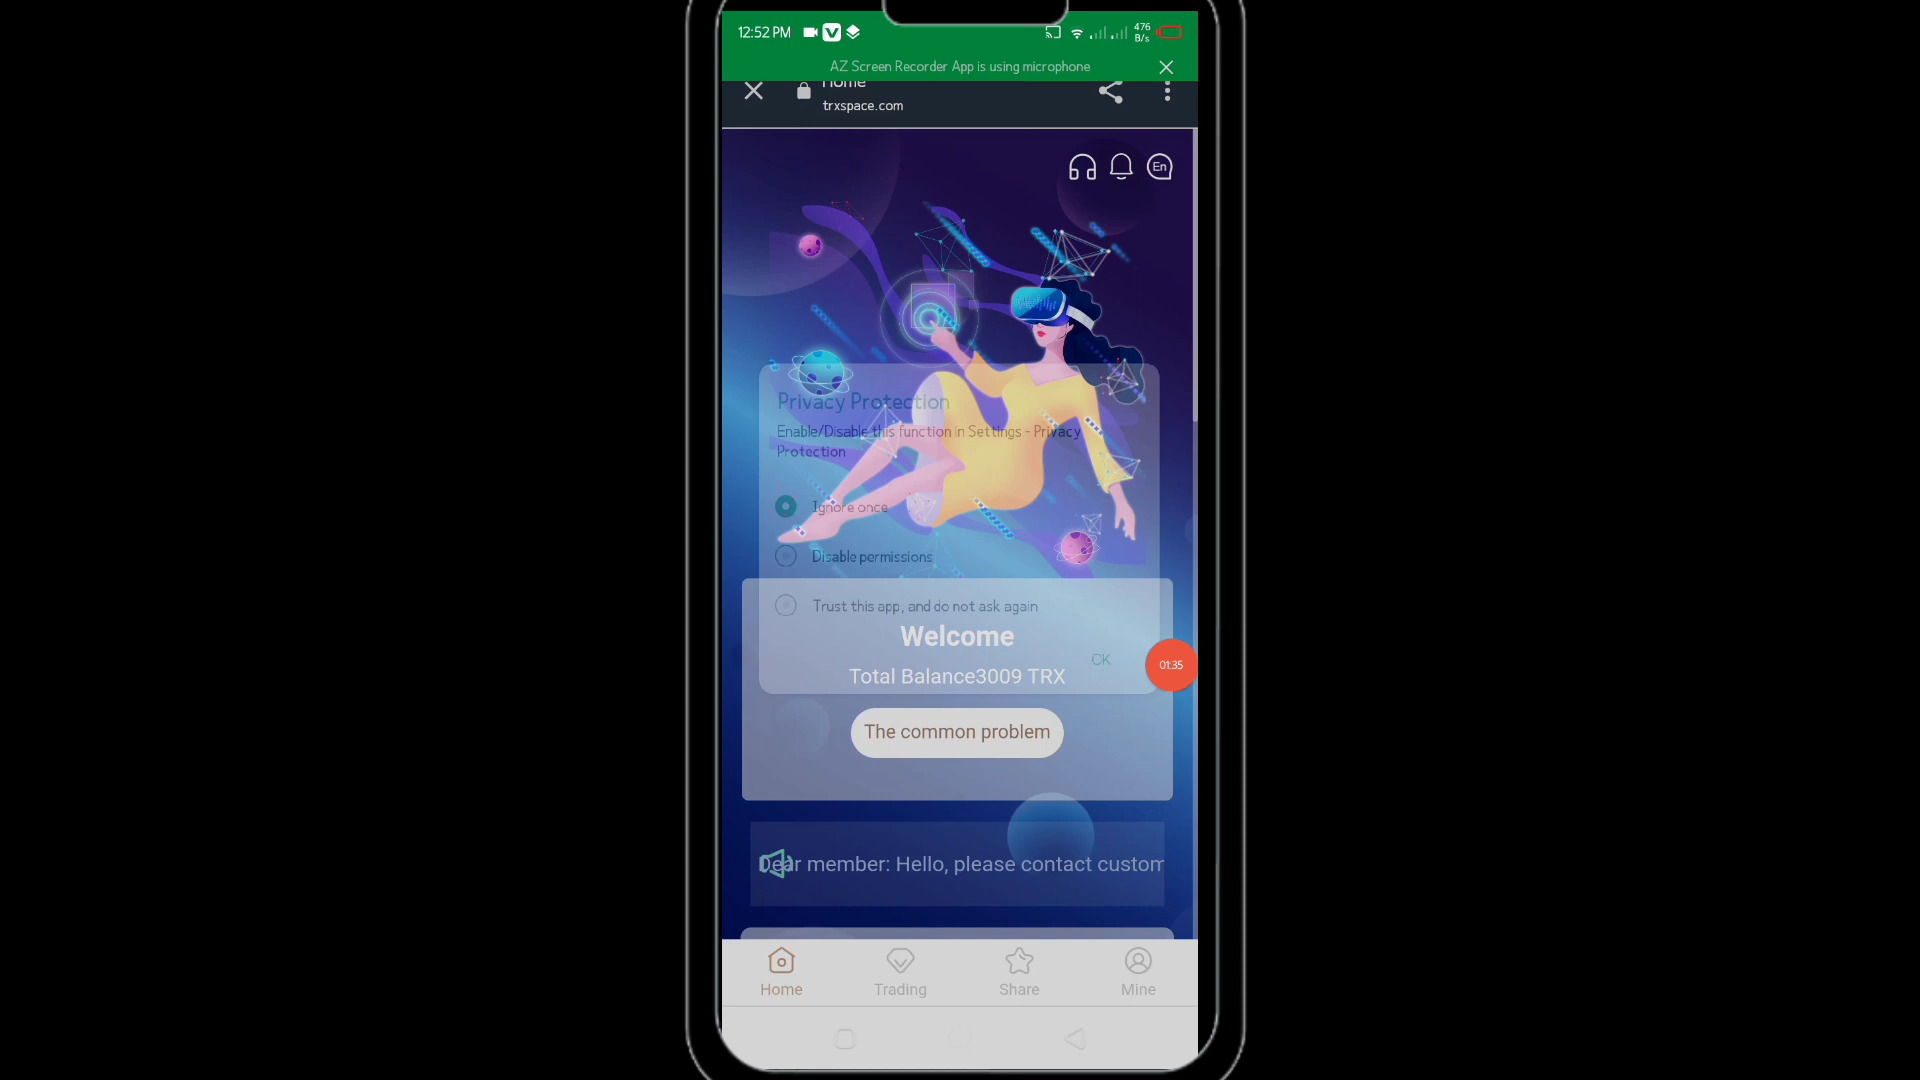 12:52 PM
476
B/s
AZ Screen Recorder App is using microphone
Home
trxspace.com
En
Privacy Protection
Enable/Disable this function in Settings - Privacy
Protection
Ignore once
Disable permissions
Trust this app, and do not ask again
Welcome
OK
01:35
Total Balance3009 TRX
The common problem
Dear member: Hello, please contact custom
Home
Trading
Share
Mine